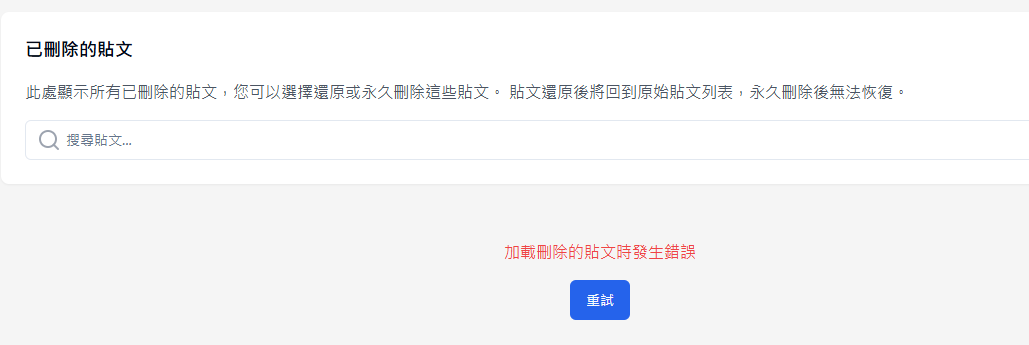 已刪除的貼文
此處顯示所有已刪除的貼文，您可以選擇還原或永久刪除這些貼文。 貼文還原後將回到原始貼文列表，永久刪除後無法恢復。
搜尋貼文...
加載刪除的貼文時發生錯誤
重試